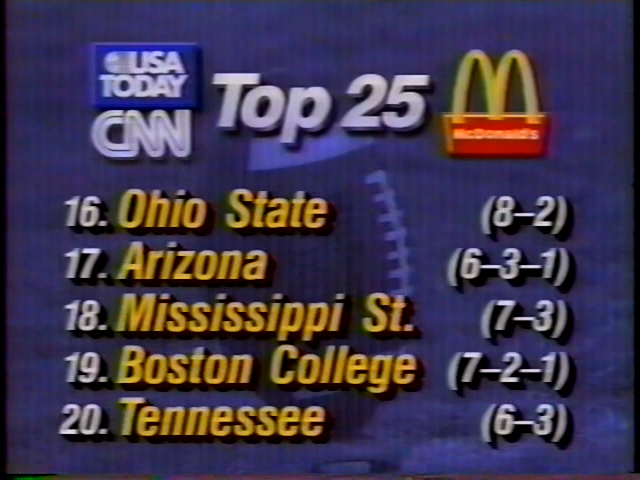 USA
TODAY
CNN
Top 25
McDonald's
16. Ohio State (8–2)
17. Arizona (6–3–1)
18. Mississippi St. (7–3)
19. Boston College (7–2–1)
20. Tennessee (6–3)